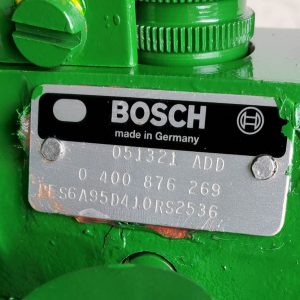 BOSCH
made in Germany
051321 ADD
0 400 876 269
PES6A95D410RS2536